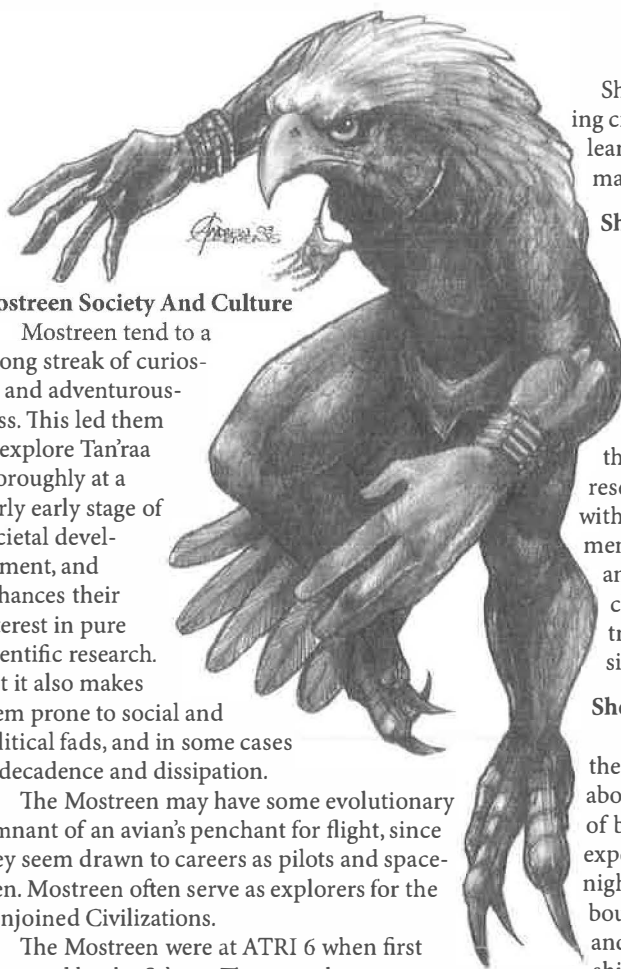 ostreen Society And Culture
Mostreen tend to a
ong streak of curios-
and adventurous-
ss. This led them
explore Tan'raa
oroughly at a
rly early stage of
cietal devel-
ment, and
hances their
terest in pure
entific research.
t it also makes
em prone to social and
litical fads, and in some cases
decadence and dissipation.
The Mostreen may have some evolutionary
mnant of an avian's penchant for flight, since
ey seem drawn to careers as pilots and space-
en. Mostreen often serve as explorers for the
njoined Civilizations.
The Mostreen were at ATRI 6 when first
Sh
ing ci
lear
ma
Sh
th
rese
with
mer
an
c
tr
si
She
the
abo
of b
expe
nigh
bou
and